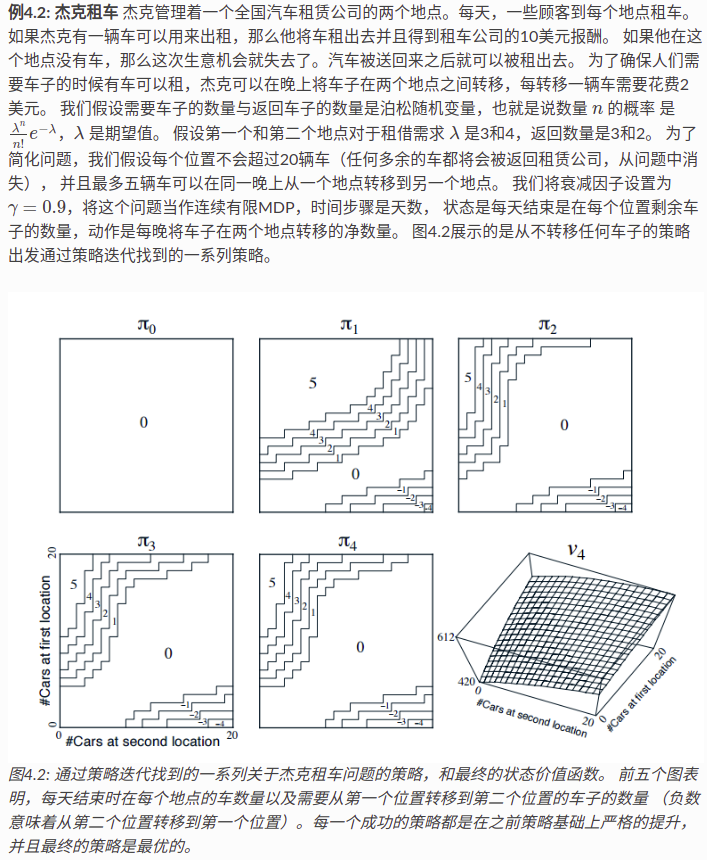 例4.2: 杰克租车 杰克管理着一个全国汽车租赁公司的两个地点。每天，一些顾客到每个地点租车。
如果杰克有一辆车可以用来出租，那么他将车租出去并且得到租车公司的10美元报酬。 如果他在这
个地点没有车，那么这次生意机会就失去了。汽车被送回来之后就可以被租出去。 为了确保人们需
要车子的时候有车可以租，杰克可以在晚上将车子在两个地点之间转移，每转移一辆车需要花费2
美元。 我们假设需要车子的数量与返回车子的数量是泊松随机变量，也就是说数量 n 的概率 是
λⁿ/n! e^{-λ}，λ 是期望值。 假设第一个和第二个地点对于租借需求 λ 是3和4，返回数量是3和2。 为了
简化问题，我们假设每个位置不会超过20辆车（任何多余的车都将会被返回租赁公司，从问题中消
失）， 并且最多五辆车可以在同一晚上从一个地点转移到另一个地点。 我们将衰减因子设置为
γ = 0.9，将这个问题当作连续有限MDP，时间步骤是天数， 状态是每天结束是在每个位置剩余车
子的数量，动作是每晚将车子在两个地点转移的净数量。 图4.2展示的是从不转移任何车子的策略
出发通过策略迭代找到的一系列策略。
π0 π1 π2
0
5 4 3 2 1 4 3 2 1 0 -1 -2 -3 -4
5 4 3 2 1 0 -1 -2 -3 -4
π3 π4 v4
#Cars at first location
20
0
5 4 3 2 1 0 -1 -2 -3 -4
0 #Cars at second location 20
5 4 3 2 1 0 -1 -2 -3 -4
612
420
0 #Cars at second location 20
0 #Cars at first location 20
图4.2: 通过策略迭代找到的一系列关于杰克租车问题的策略，和最终的状态价值函数。 前五个图表
明，每天结束时在每个地点的车数量以及需要从第一个位置转移到第二个位置的车子的数量 （负数
意味着从第二个位置转移到第一个位置）。每一个成功的策略都是在之前策略基础上严格的提升，
并且最终的策略是最优的。